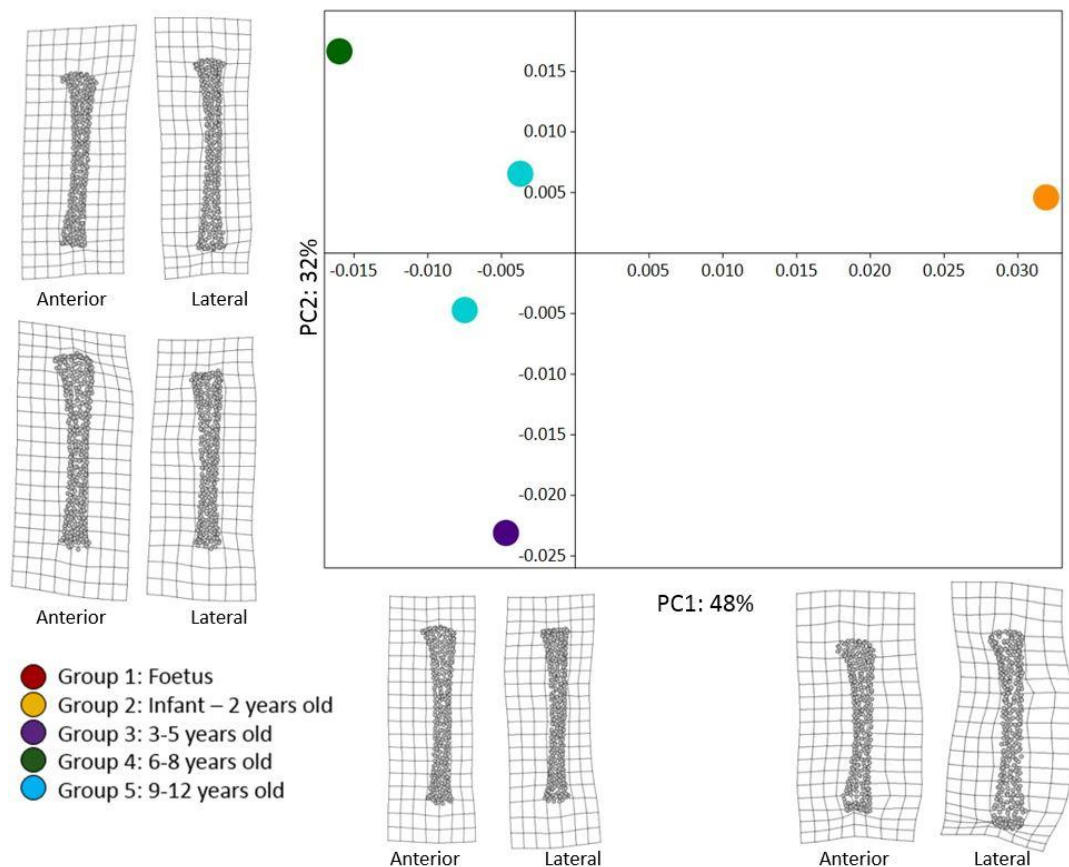 0.015
0.010
0.005
-0.015 -0.010 -0.005 0.005 0.010 0.015 0.020 0.025 0.030
-0.005
-0.010
-0.015
-0.020
-0.025
PC2: 32%
PC1: 48%
Anterior Lateral
Anterior Lateral
Group 1: Foetus
Group 2: Infant – 2 years old
Group 3: 3-5 years old
Group 4: 6-8 years old
Group 5: 9-12 years old
Anterior Lateral
Anterior Lateral